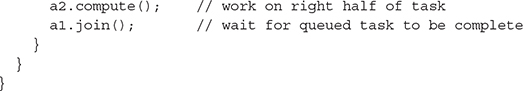 a2.compute();    // work on right half of task
a1.join();       // wait for queued task to be complete
}
}
}